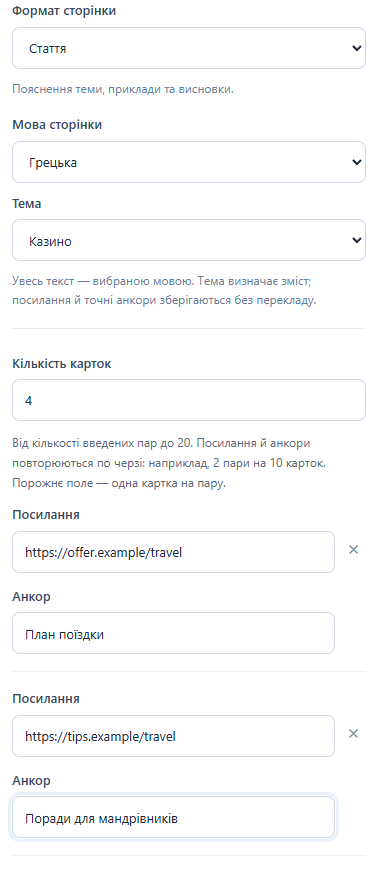 Формат сторінки
Стаття
Пояснення теми, приклади та висновки.
Мова сторінки
Грецька
Тема
Казино
Увесь текст — вибраною мовою. Тема визначає зміст;
посилання й точні анкори зберігаються без перекладу.
Кількість карток
4
Від кількості введених пар до 20. Посилання й анкори
повторюються по черзі: наприклад, 2 пари на 10 карток.
Порожнє поле — одна картка на пару.
Посилання
https://offer.example/travel
Анкор
План поїздки
Посилання
https://tips.example/travel
Анкор
Поради для мандрівників